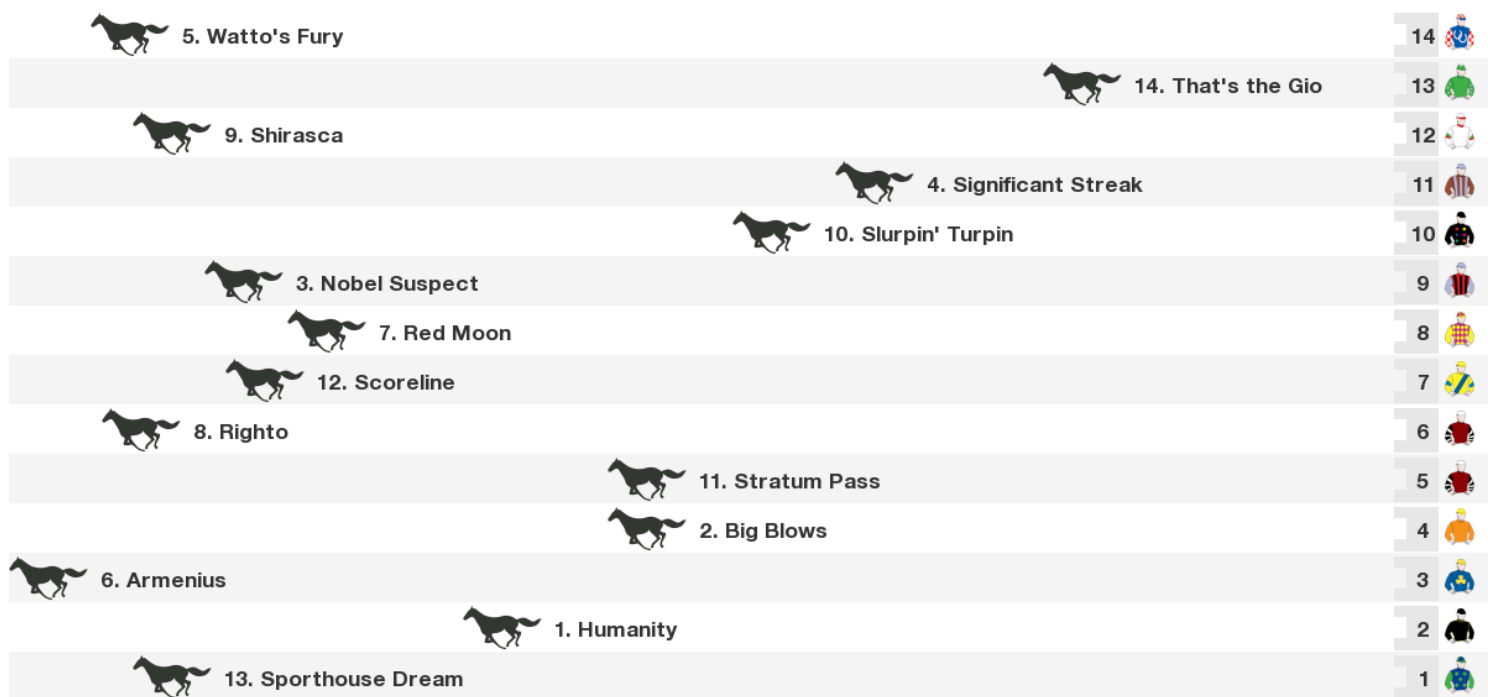 5. Watto's Fury 14
14. That's the Gio 13
9. Shirasca 12
4. Significant Streak 11
10. Slurpin' Turpin 10
3. Nobel Suspect 9
7. Red Moon 8
12. Scoreline 7
8. Righto 6
11. Stratum Pass 5
2. Big Blows 4
6. Armenius 3
1. Humanity 2
13. Sporthouse Dream 1